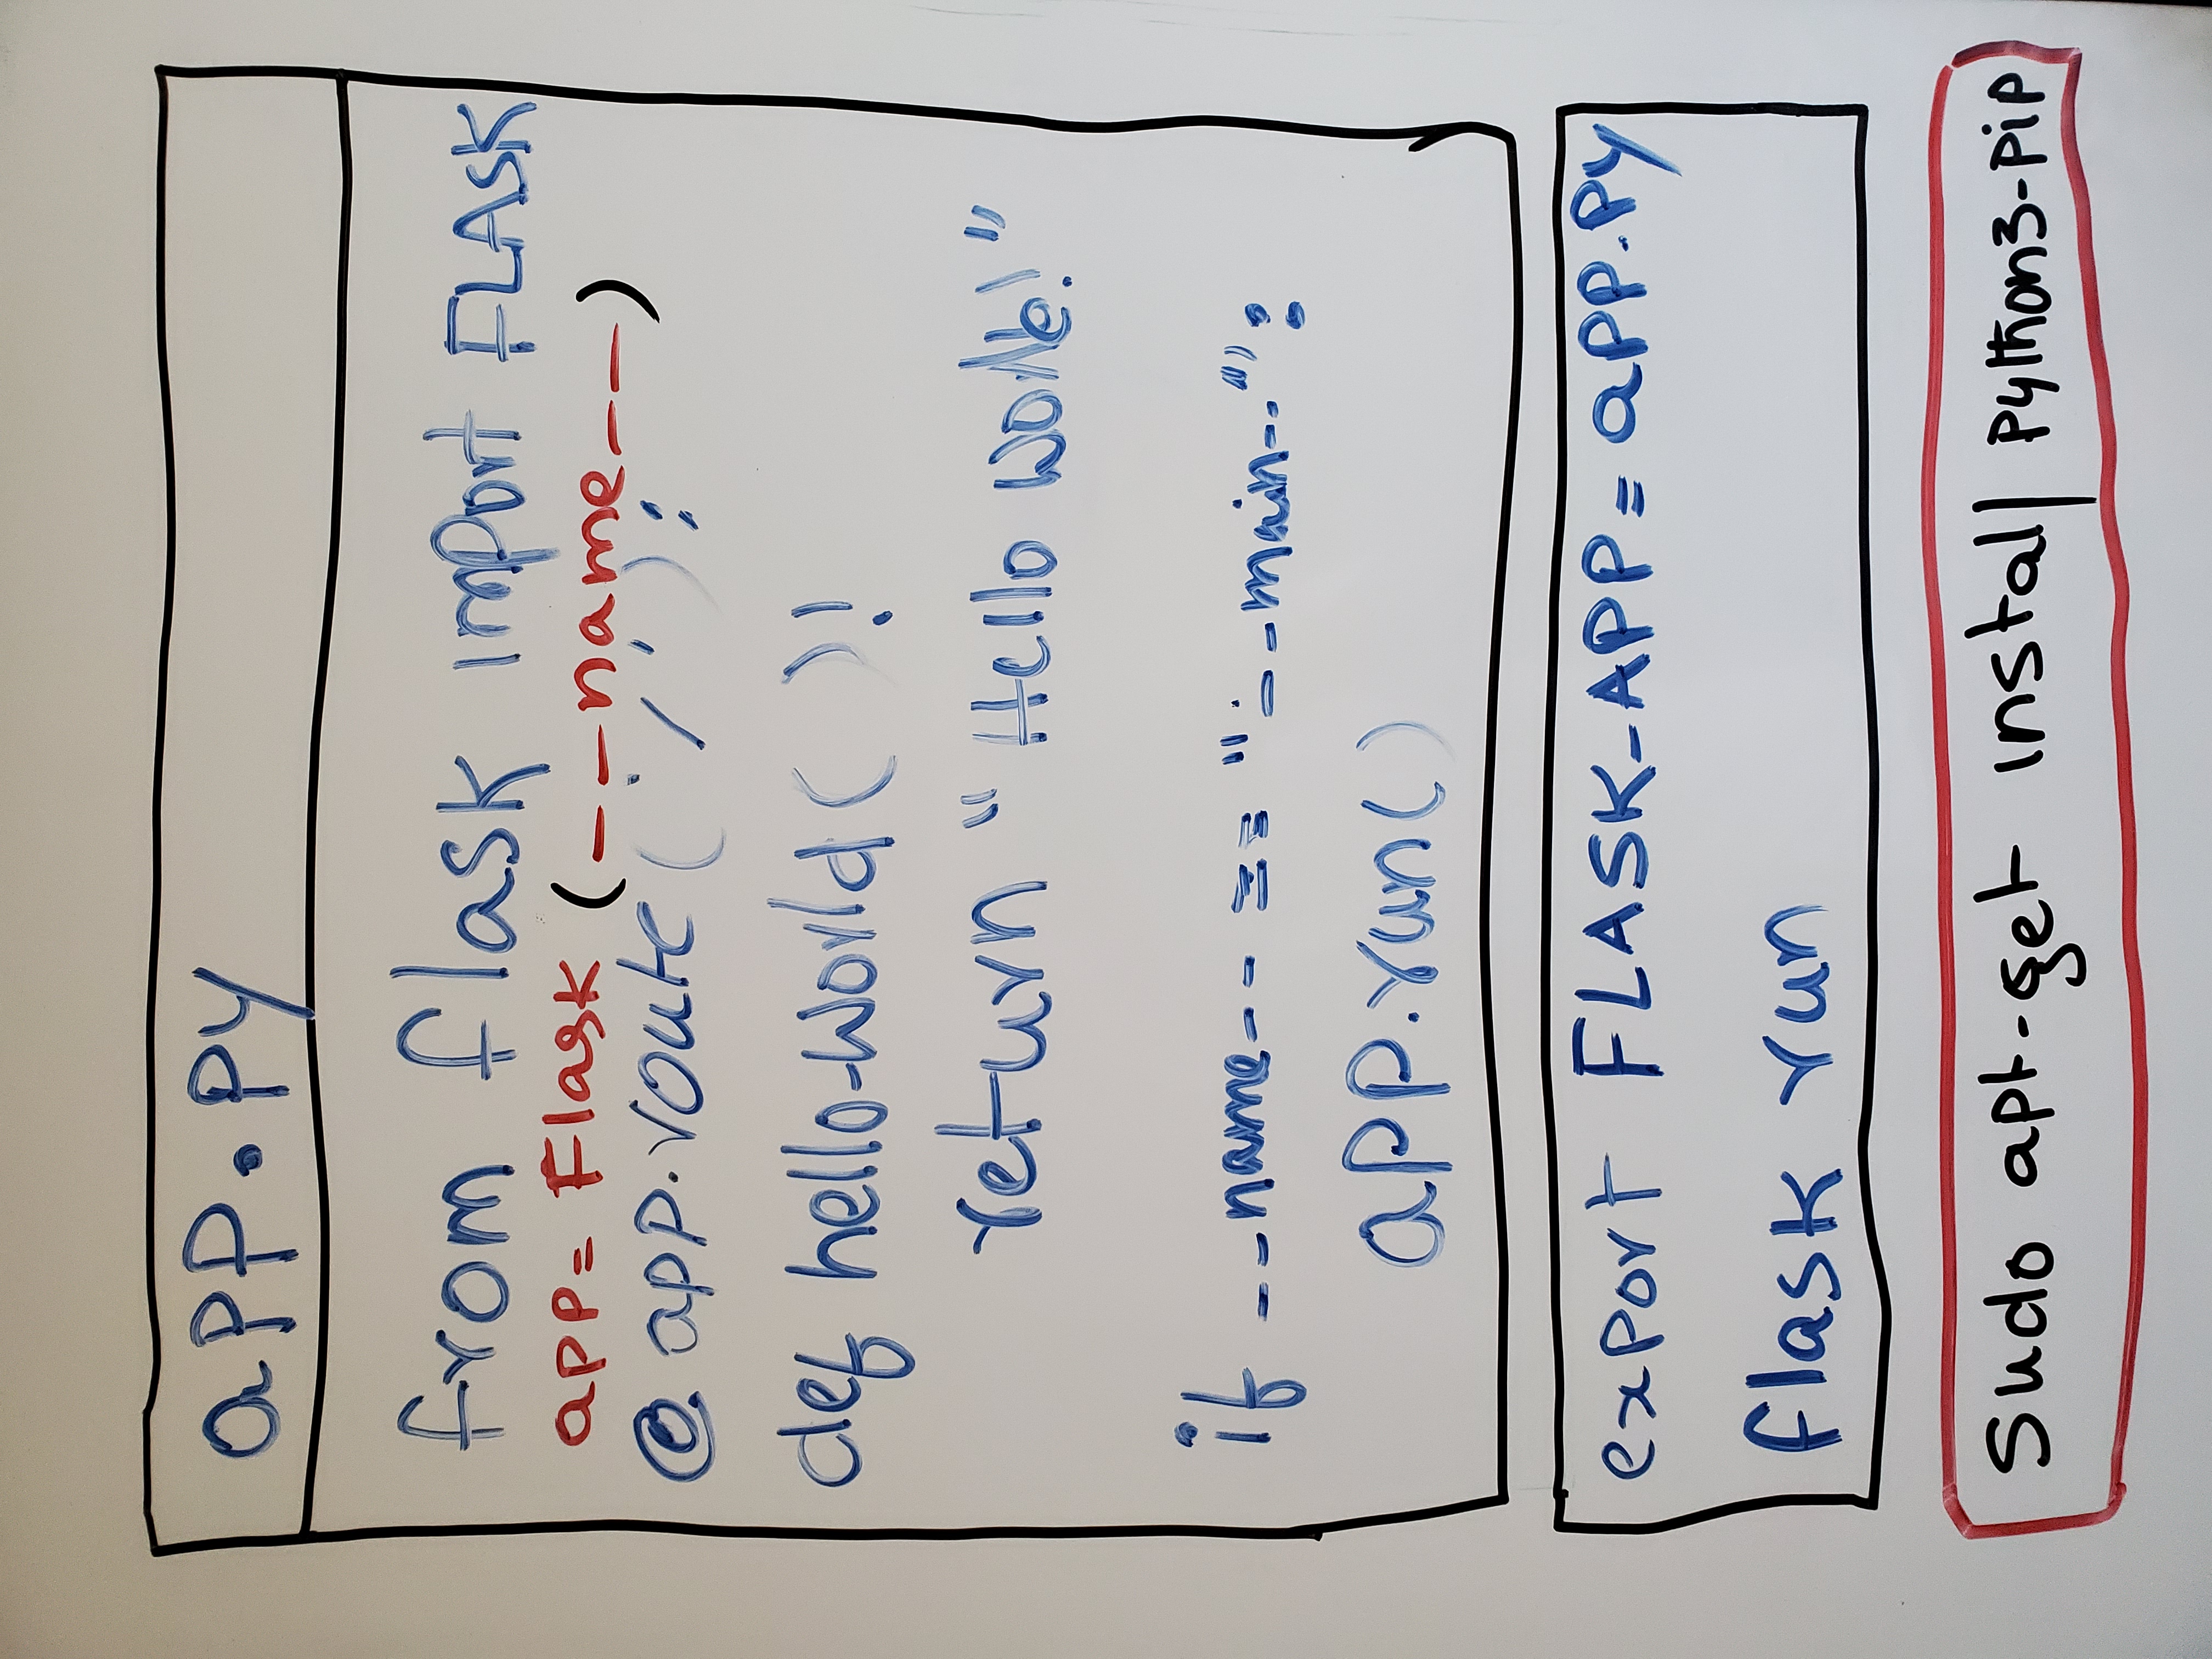 app.py
from flask import FLASK
app= Flask (__name__)
@app.route('/'):
def hello-world( )!
return "Hello World!"
if __name__ == "__main__":
app.run()
export FLASK_APP=app.py
flask run
Sudo apt-get install python3-pip